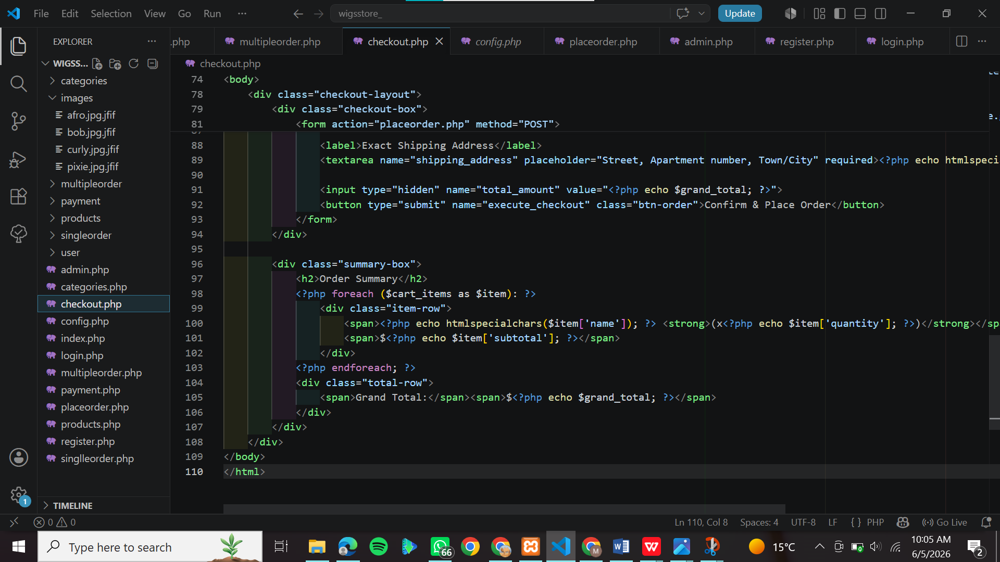 File Edit Selection View Go Run ··· wigsstore_ Update
EXPLORER ···
.php multipleorder.php checkout.php config.php placeorder.php admin.php register.php login.php ···
WIGSS...
categories
images
afro.jpg.jfif
bob.jpg.jfif
curly.jpg.jfif
pixie.jpg.jfif
multipleorder
payment
products
singleorder
user
admin.php
categories.php
checkout.php
config.php
index.php
login.php
multipleorder.php
payment.php
placeorder.php
products.php
register.php
singlleorder.php
TIMELINE
checkout.php
74 <body>
78 <div class="checkout-layout">
79 <div class="checkout-box">
81 <form action="placeorder.php" method="POST">
88 <label>Exact Shipping Address</label>
89 <textarea name="shipping_address" placeholder="Street, Apartment number, Town/City" required><?php echo htmlspeci
90
91 <input type="hidden" name="total_amount" value="<?php echo $grand_total; ?>">
92 <button type="submit" name="execute_checkout" class="btn-order">Confirm & Place Order</button>
93 </form>
94 </div>
95
96 <div class="summary-box">
97 <h2>Order Summary</h2>
98 <?php foreach ($cart_items as $item): ?>
99 <div class="item-row">
100 <span><?php echo htmlspecialchars($item['name']); ?> <strong>(x<?php echo $item['quantity']; ?>)</strong></sp
101 <span>$<?php echo $item['subtotal']; ?></span>
102 </div>
103 <?php endforeach; ?>
104 <div class="total-row">
105 <span>Grand Total:</span><span>$<?php echo $grand_total; ?></span>
106 </div>
107 </div>
108 </div>
109 </body>
110 </html>
1
0 0 Ln 110, Col 8 Spaces: 4 UTF-8 LF { } PHP Go Live
Type here to search 66 15°C 10:05 AM
6/5/2026 2